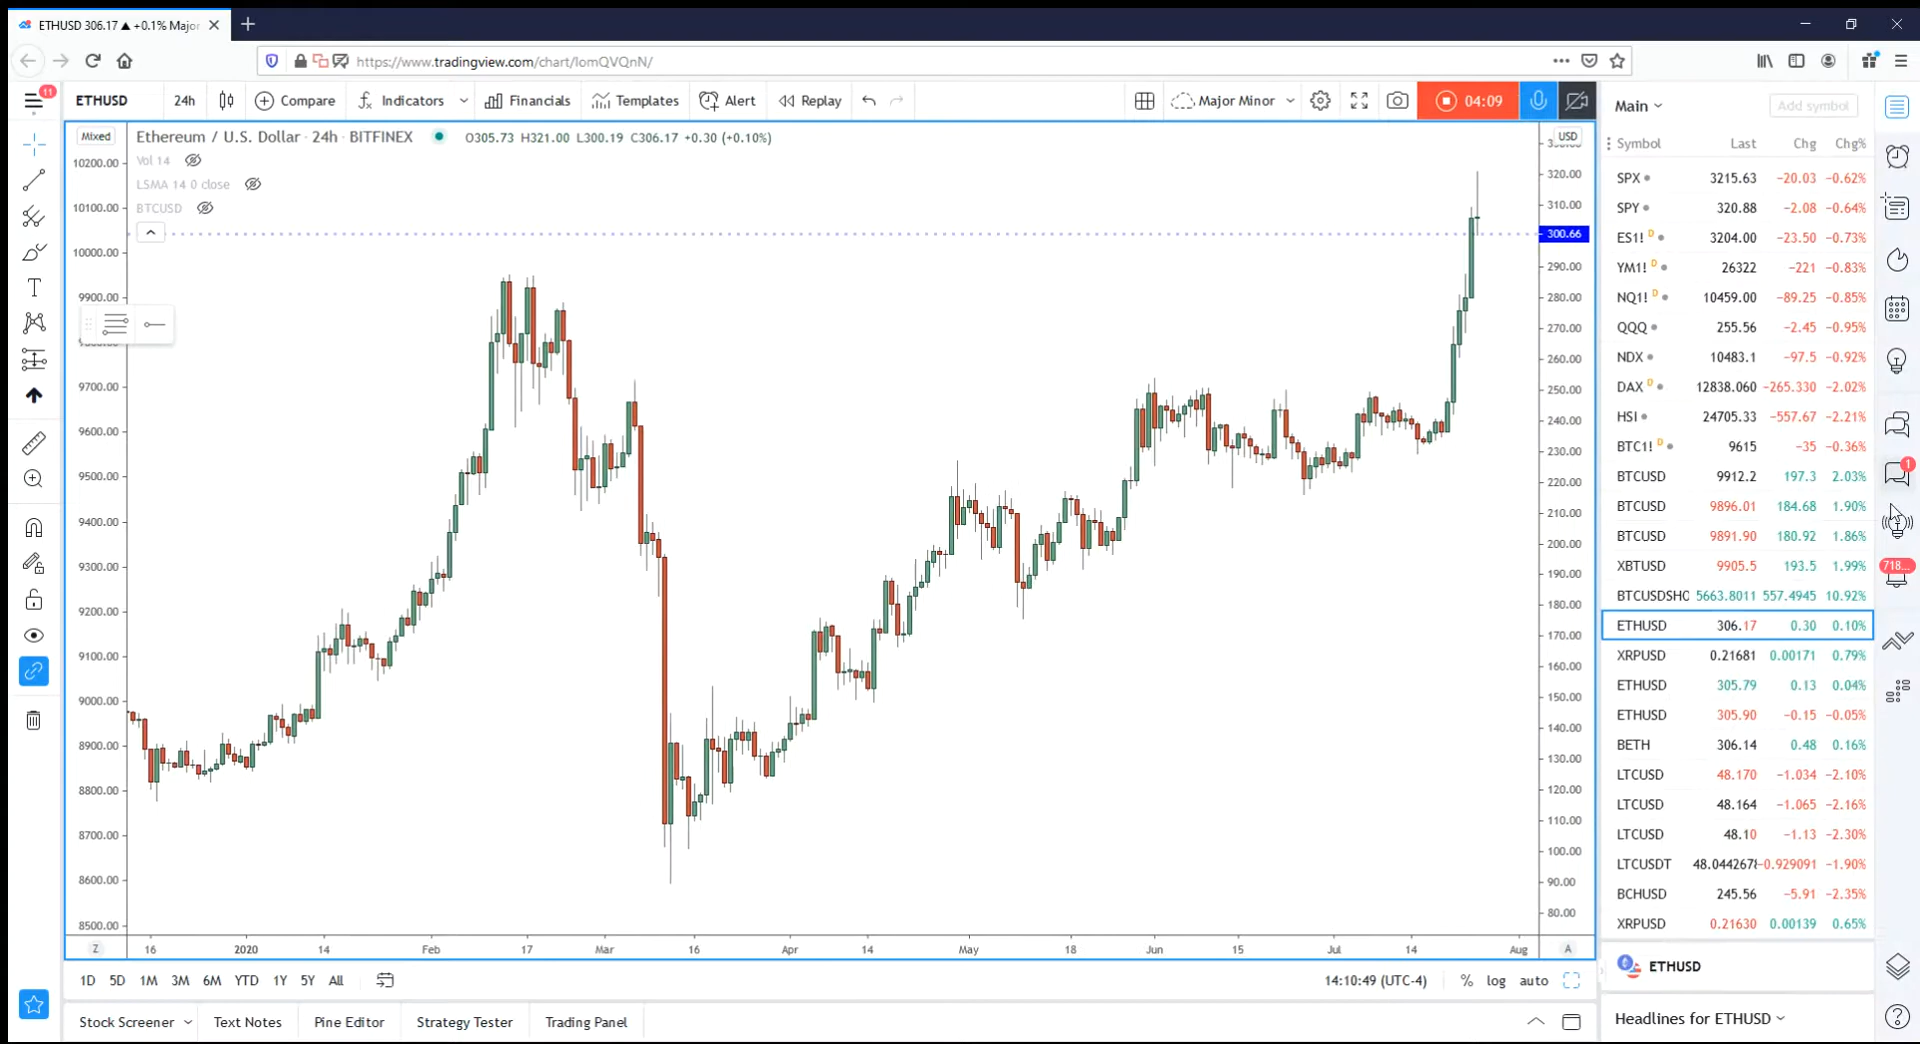 ETHUSD 306.17 ▲ +0.1% Major
https://www.tradingview.com/chart/IomQVQnN/
11
ETHUSD 24h Compare Indicators Financials Templates Alert Replay Major Minor 04:09
Main Add symbol
Mixed Ethereum / U.S. Dollar · 24h · BITFINEX O305.73 H321.00 L300.19 C306.17 +0.30 (+0.10%) USD
Vol 14
LSMA 14 0 close
BTCUSD
10200.00
10100.00
10000.00
9900.00
9700.00
9600.00
9500.00
9400.00
9300.00
9200.00
9100.00
9000.00
8900.00
8800.00
8700.00
8600.00
8500.00
320.00
310.00
300.66
290.00
280.00
270.00
260.00
250.00
240.00
230.00
220.00
210.00
200.00
190.00
180.00
170.00
160.00
150.00
140.00
130.00
120.00
110.00
100.00
90.00
80.00
Z 16 2020 14 Feb 17 Mar 16 Apr 14 May 18 Jun 15 Jul 14 Aug A
1D 5D 1M 3M 6M YTD 1Y 5Y All 14:10:49 (UTC-4) % log auto
Stock Screener Text Notes Pine Editor Strategy Tester Trading Panel
Symbol Last Chg Chg%
SPX 3215.63 −20.03 −0.62%
SPY 320.88 −2.08 −0.64%
ES1! D 3204.00 −23.50 −0.73%
YM1! D 26322 −221 −0.83%
NQ1! D 10459.00 −89.25 −0.85%
QQQ 255.56 −2.45 −0.95%
NDX 10483.1 −97.5 −0.92%
DAX D 12838.060 −265.330 −2.02%
HSI 24705.33 −557.67 −2.21%
BTC1! D 9615 −35 −0.36%
BTCUSD 9912.2 197.3 2.03%
BTCUSD 9896.01 184.68 1.90%
BTCUSD 9891.90 180.92 1.86%
XBTUSD 9905.5 193.5 1.99%
BTCUSDSHO 5663.8011 557.4945 10.92%
ETHUSD 306.17 0.30 0.10%
XRPUSD 0.21681 0.00171 0.79%
ETHUSD 305.79 0.13 0.04%
ETHUSD 305.90 −0.15 −0.05%
BETH 306.14 0.48 0.16%
LTCUSD 48.170 −1.034 −2.10%
LTCUSD 48.164 −1.065 −2.16%
LTCUSD 48.10 −1.13 −2.30%
LTCUSDT 48.0442678 −0.929091 −1.90%
BCHUSD 245.56 −5.91 −2.35%
XRPUSD 0.21630 0.00139 0.65%
ETHUSD
Headlines for ETHUSD
1
718...